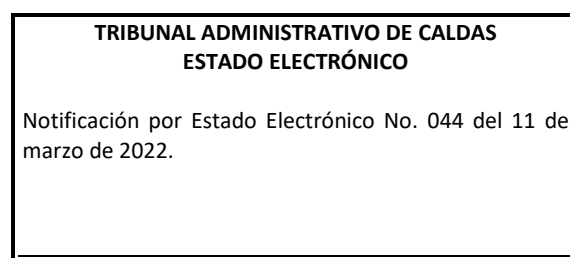 TRIBUNAL ADMINISTRATIVO DE CALDAS
ESTADO ELECTRÓNICO
Notificación por Estado Electrónico No. 044 del 11 de
marzo de 2022.